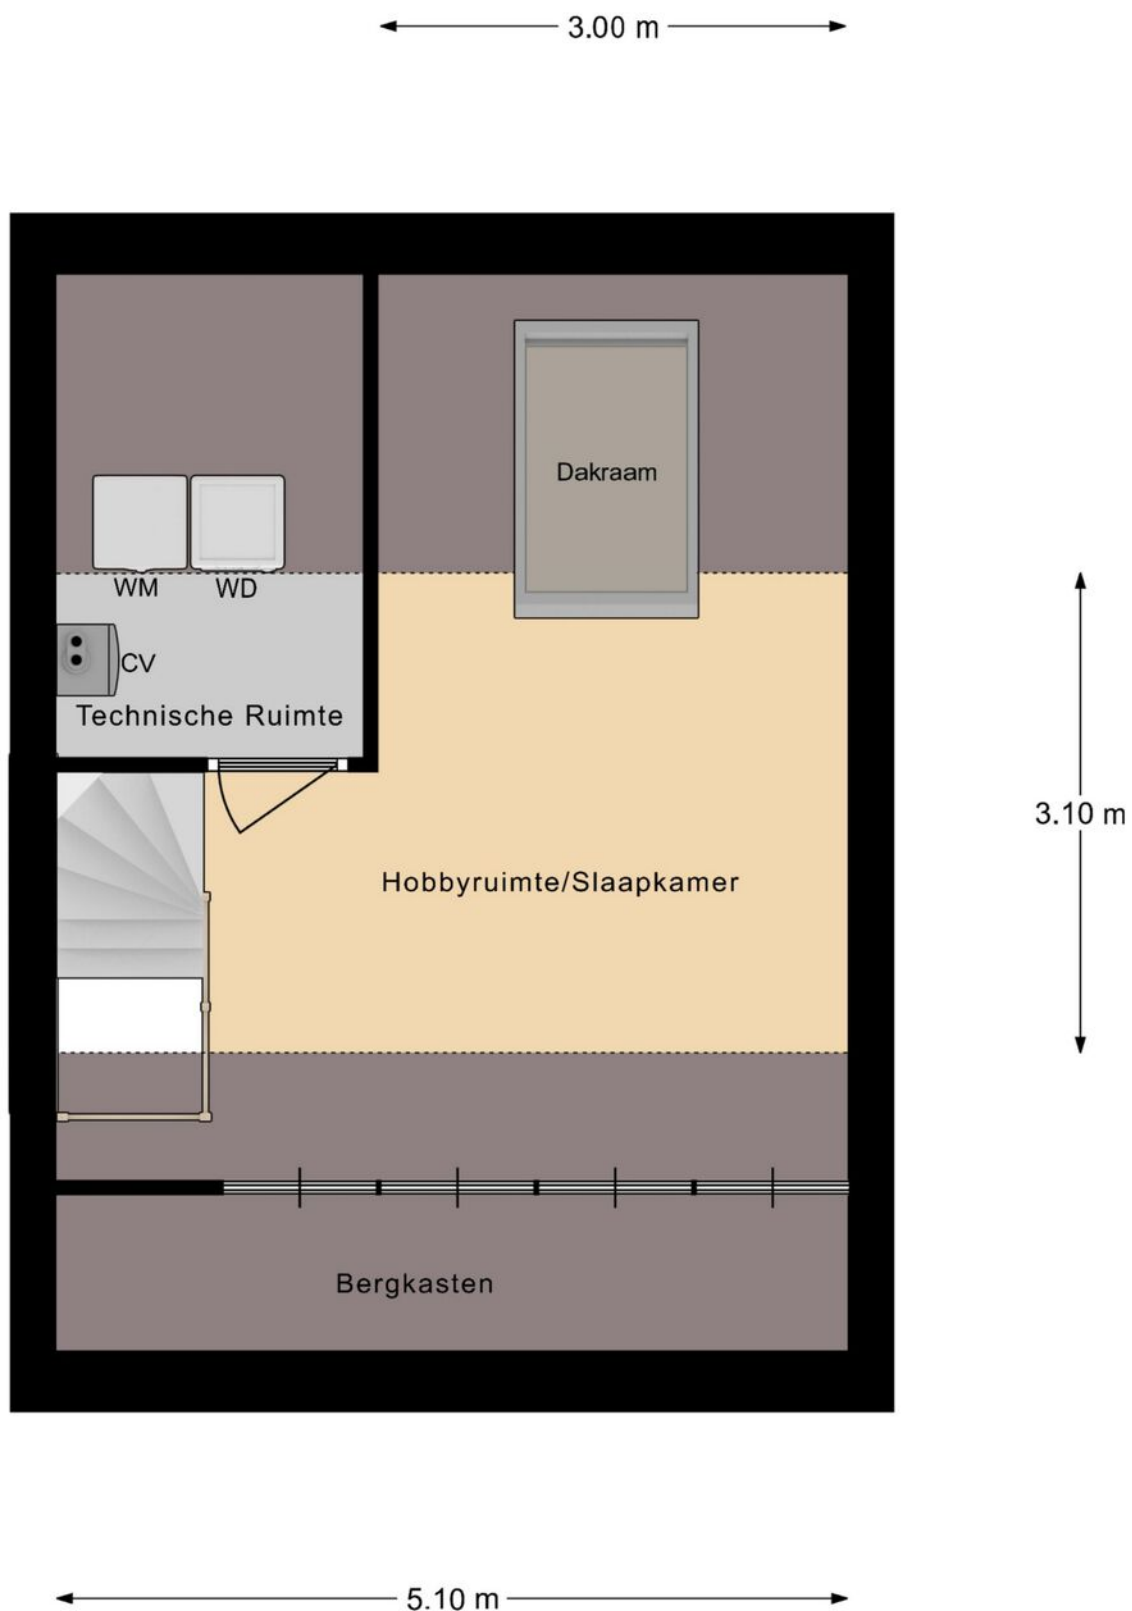 3.00 m
Dakraam
WM
WD
CV
Technische Ruimte
3.10 m
Hobbyruimte/Slaapkamer
Bergkasten
5.10 m